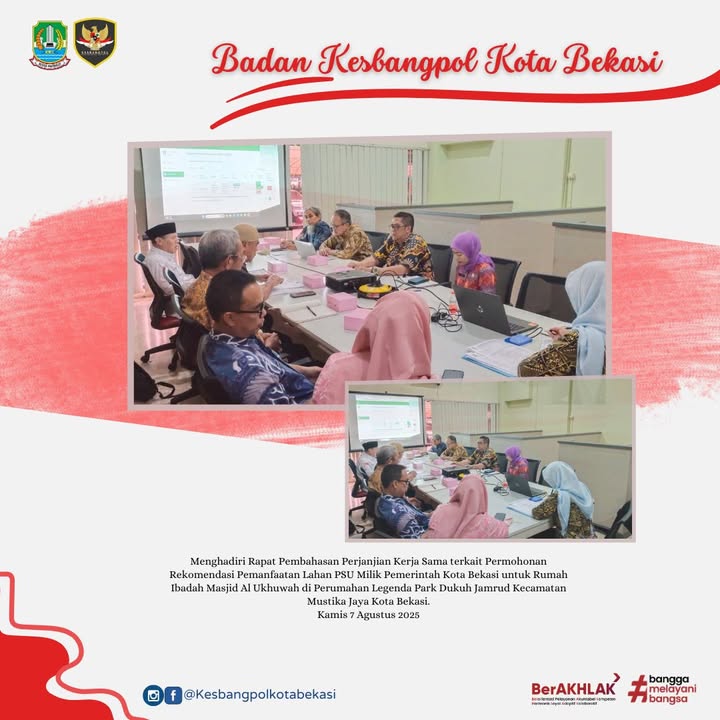 Badan Kesbangpol Kota Bekasi
Menghadiri Rapat Pembahasan Perjanjian Kerja Sama terkait Permohonan
Rekomendasi Pemanfaatan Lahan PSU Milik Pemerintah Kota Bekasi untuk Rumah
Ibadah Masjid Al Ukhuwah di Perumahan Legenda Park Dukuh Jamrud Kecamatan
Mustika Jaya Kota Bekasi.
Kamis 7 Agustus 2025
@Kesbangpolkotabekasi
BerAKHLAK
#bangga
melayani
bangsa